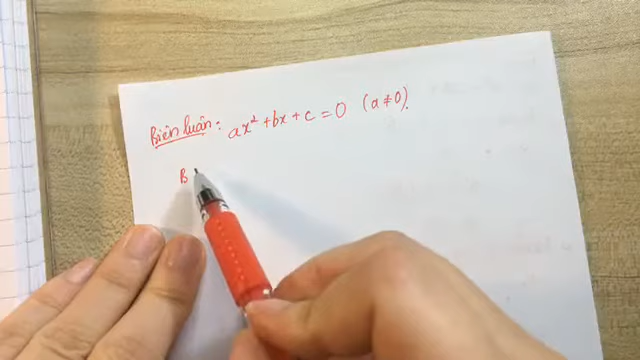 Biện luận: ax² + bx + c = 0 (a ≠ 0).
B